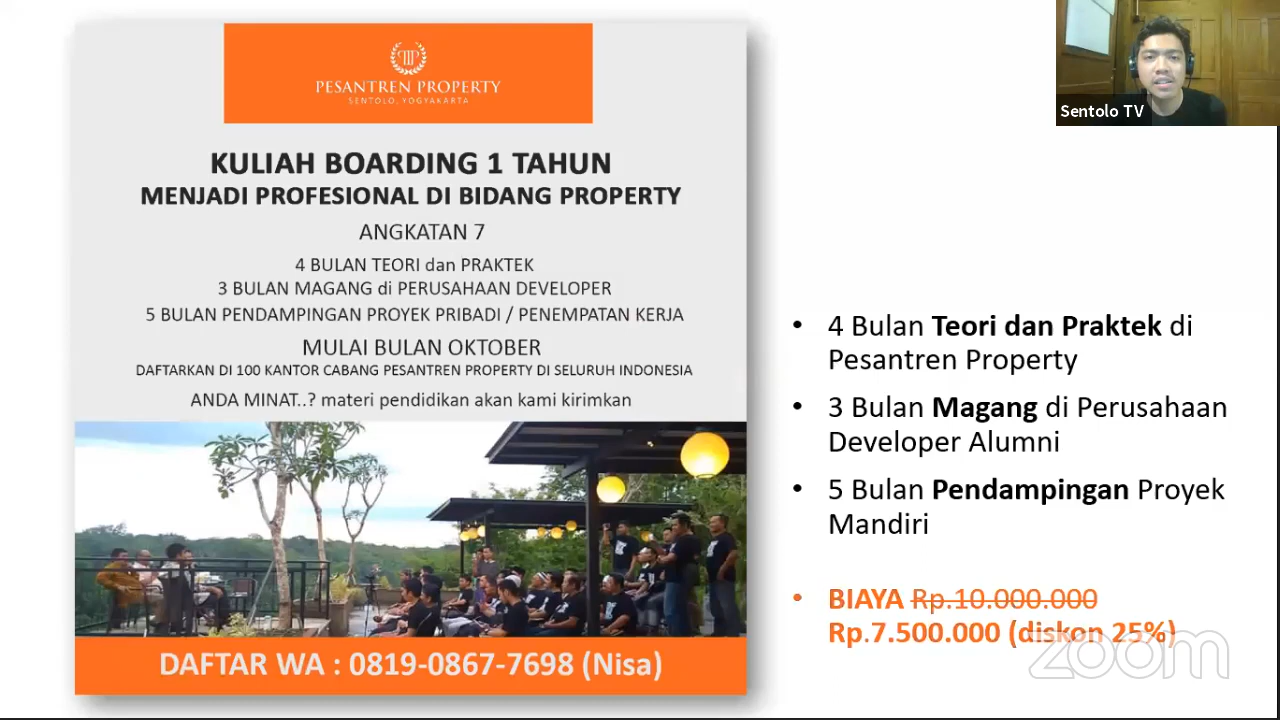 PESANTREN PROPERTY
SENTOLO, YOGYAKARTA
KULIAH BOARDING 1 TAHUN
MENJADI PROFESIONAL DI BIDANG PROPERTY
ANGKATAN 7
4 BULAN TEORI dan PRAKTEK
3 BULAN MAGANG di PERUSAHAAN DEVELOPER
5 BULAN PENDAMPINGAN PROYEK PRIBADI / PENEMPATAN KERJA
MULAI BULAN OKTOBER
DAFTARKAN DI 100 KANTOR CABANG PESANTREN PROPERTY DI SELURUH INDONESIA
ANDA MINAT..? materi pendidikan akan kami kirimkan
DAFTAR WA : 0819-0867-7698 (Nisa)
Sentolo TV
• 4 Bulan Teori dan Praktek di
Pesantren Property
• 3 Bulan Magang di Perusahaan
Developer Alumni
• 5 Bulan Pendampingan Proyek
Mandiri
• BIAYA Rp.10.000.000
Rp.7.500.000 (diskon 25%)
zoom